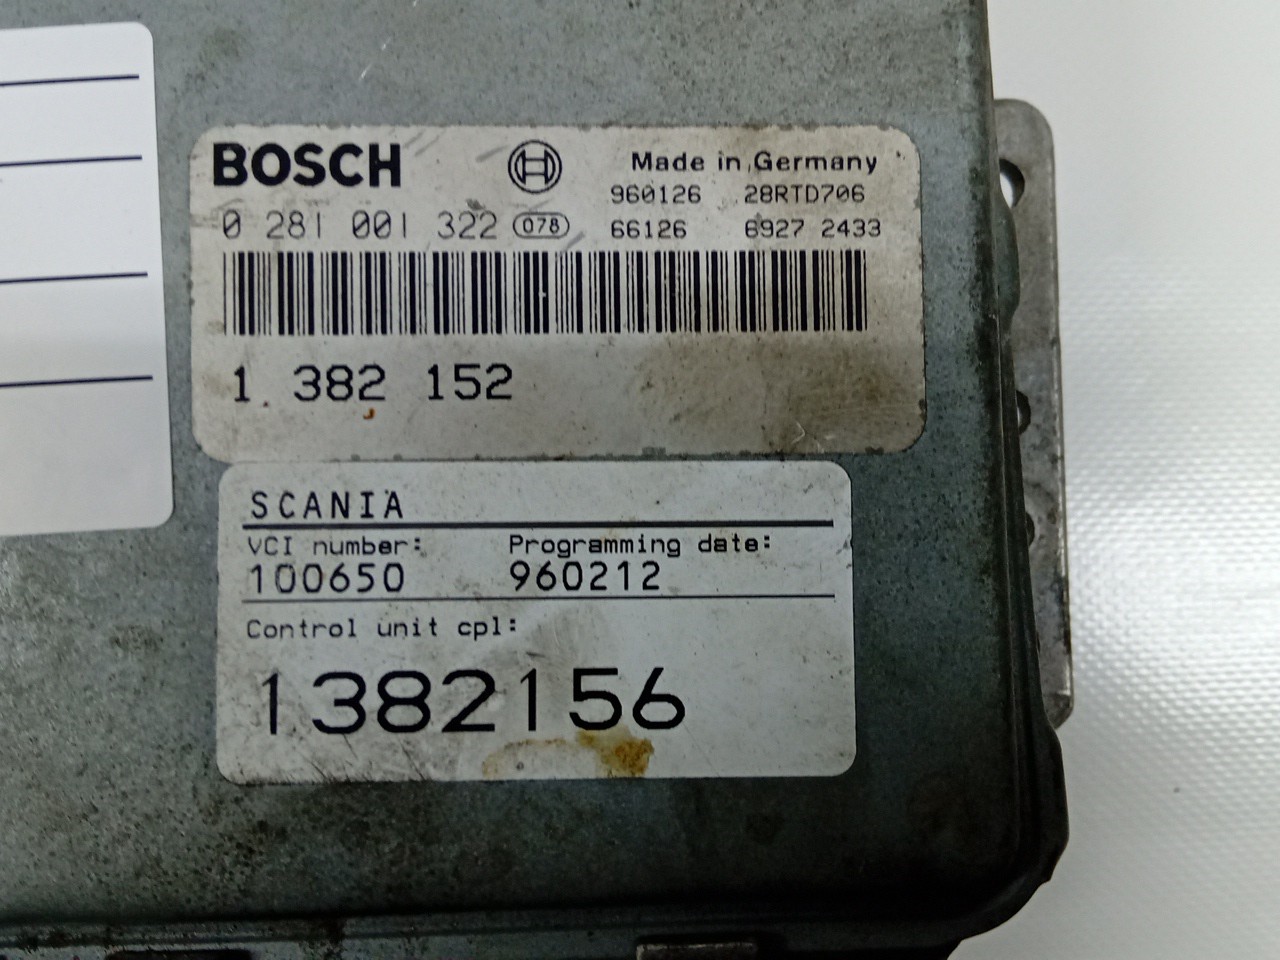 BOSCH
Made in Germany
960126 28RTD706
0 281 001 322 078 66126 6927 2433
1 382 152
SCANIA
VCI number: Programming date:
100650 960212
Control unit cpl:
1382156